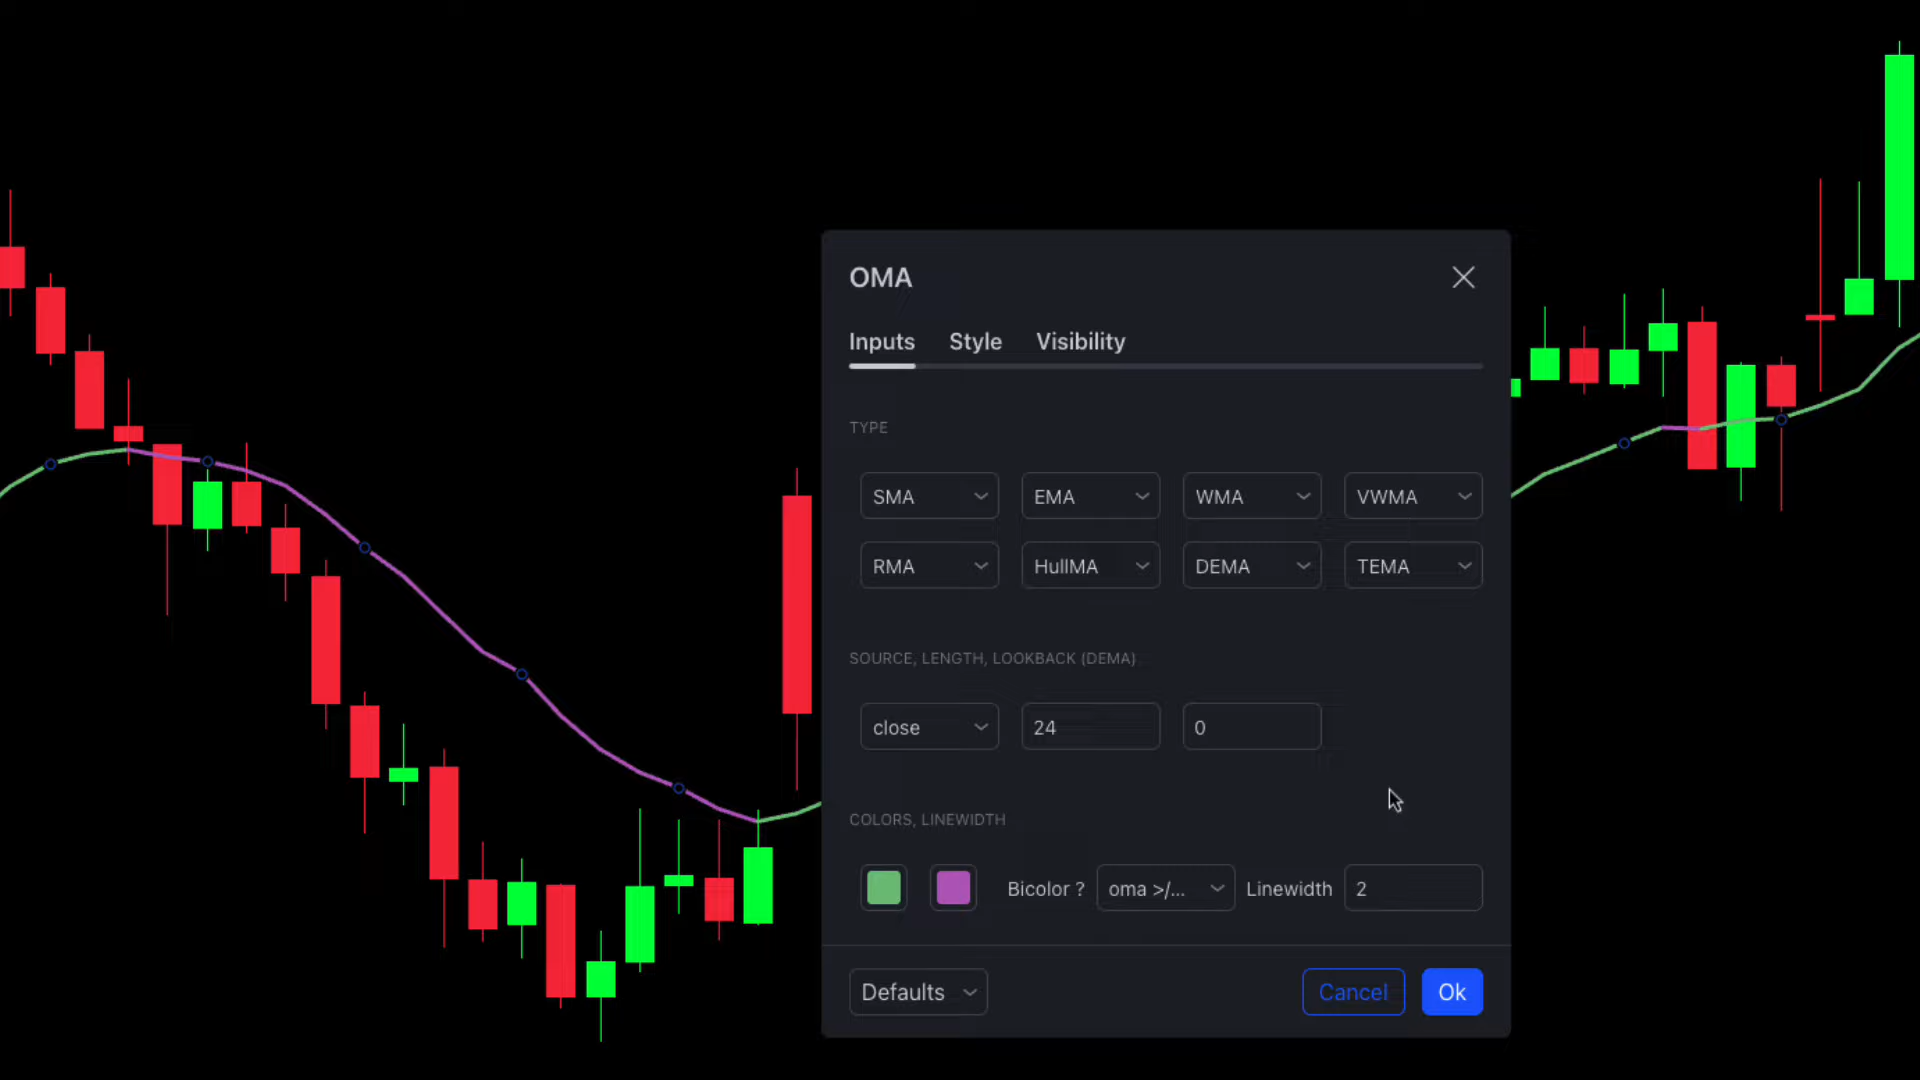 OMA
Inputs Style Visibility
TYPE
SMA EMA WMA VWMA
RMA HullMA DEMA TEMA
SOURCE, LENGTH, LOOKBACK (DEMA)
close 24 0
COLORS, LINEWIDTH
Bicolor ? oma >/... Linewidth 2
Defaults Cancel Ok